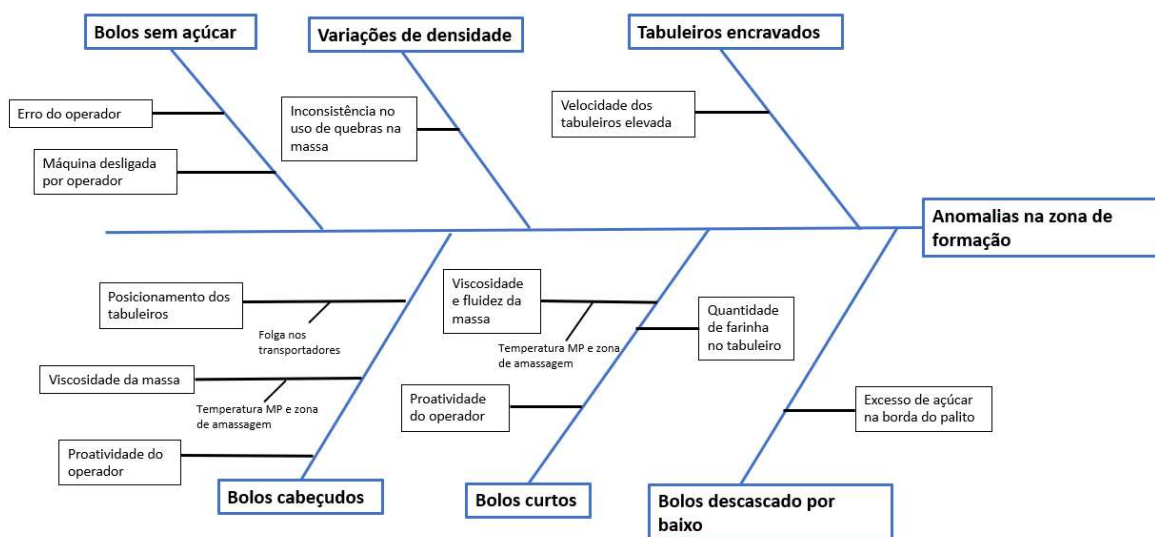 Bolos sem açúcar
Variações de densidade
Tabuleiros encravados
Erro do operador
Máquina desligada
por operador
Inconsistência no
uso de quebras na
massa
Velocidade dos
tabuleiros elevada
Anomalias na zona de
formação
Posicionamento dos
tabuleiros
Folga nos
transportadores
Viscosidade da massa
Temperatura MP e zona
de amassagem
Proatividade do
operador
Bolos cabeçudos
Viscosidade
e fluidez da
massa
Temperatura MP e zona
de amassagem
Quantidade
de farinha
no tabuleiro
Proatividade
do operador
Bolos curtos
Excesso de açúcar
na borda do palito
Bolos descascado por
baixo